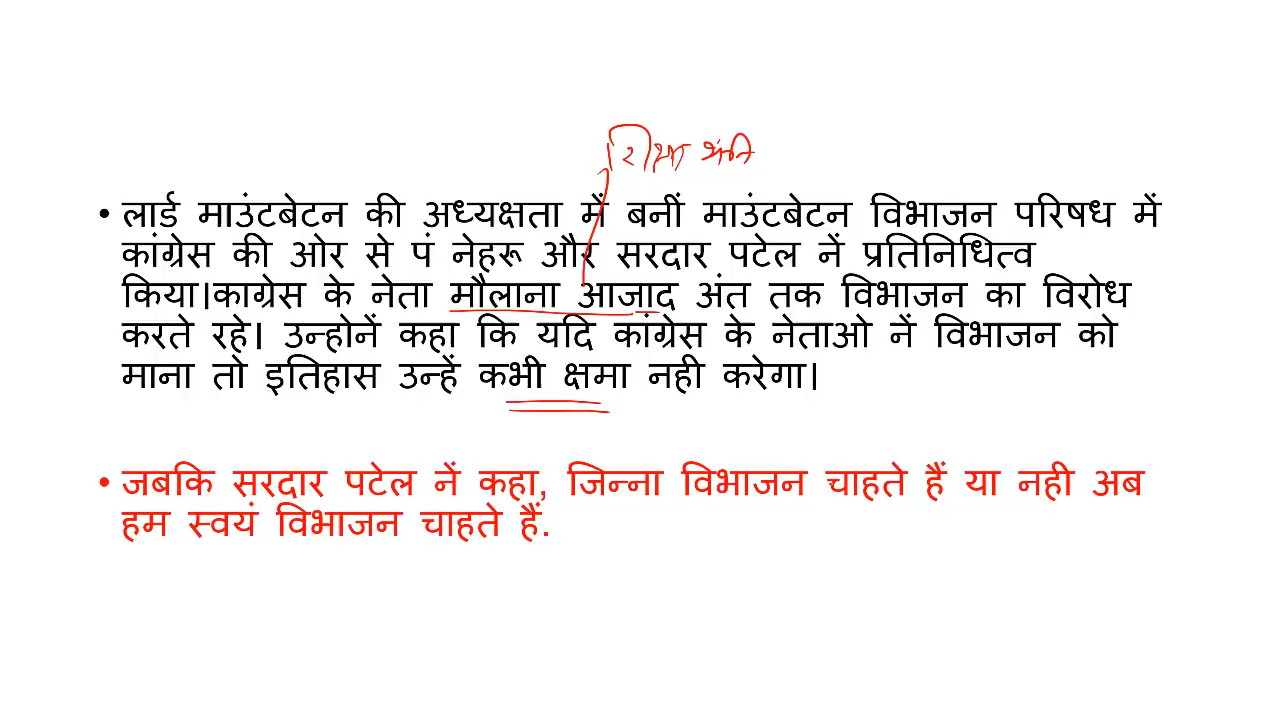 शिक्षा मंत्री
• लार्ड माउंटबेटन की अध्यक्षता में बनीं माउंटबेटन विभाजन परिषध में
कांग्रेस की ओर से पं नेहरू और सरदार पटेल नें प्रतिनिधित्व
किया।काग्रेस के नेता मौलाना आजाद अंत तक विभाजन का विरोध
करते रहे। उन्होनें कहा कि यदि कांग्रेस के नेताओ नें विभाजन को
माना तो इतिहास उन्हें कभी क्षमा नही करेगा।
• जबकि सरदार पटेल नें कहा, जिन्ना विभाजन चाहते हैं या नही अब
हम स्वयं विभाजन चाहते हैं.